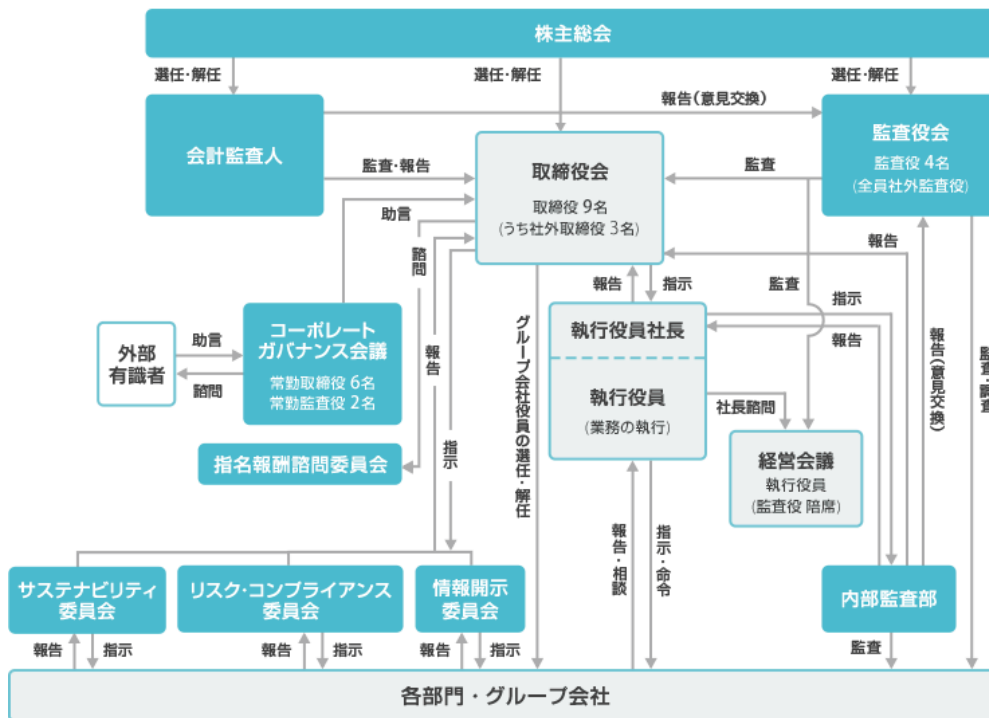 株主総会
選任・解任
選任・解任
選任・解任
会計監査人
報告(意見交換)
監査役会
監査役 4名
(全員社外監査役)
監査・報告
取締役会
取締役 9名
(うち社外取締役 3名)
監査
助言
諮問
報告
監査
報告
指示
指示
報告
グループ会社役員の選任・解任
執行役員社長
執行役員
(業務の執行)
外部
有識者
助言
諮問
コーポレート
ガバナンス会議
常勤取締役 6名
常勤監査役 2名
報告
指示
指名報酬諮問委員会
社長諮問
経営会議
執行役員
(監査役 陪席)
報告(意見交換)
監査・調査
報告・相談
指示・命令
サステナビリティ
委員会
リスク・コンプライアンス
委員会
情報開示
委員会
内部監査部
報告
指示
報告
指示
報告
指示
監査
各部門・グループ会社